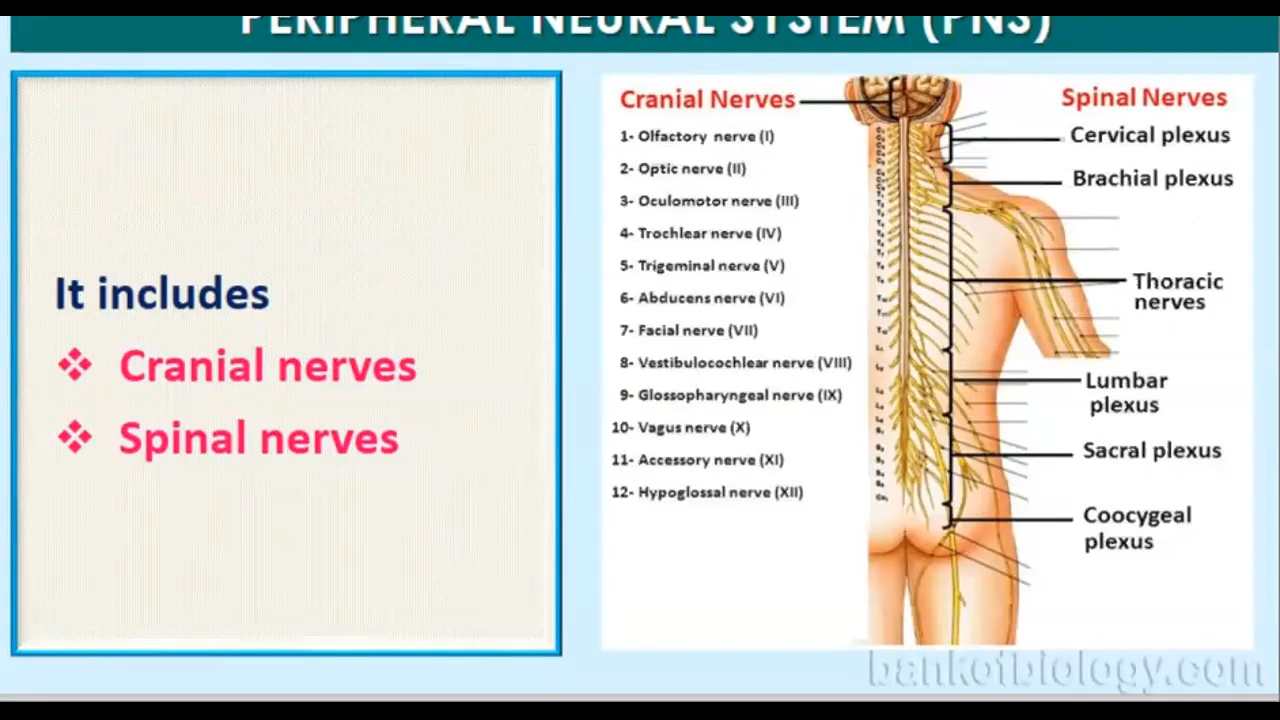 PERIPHERAL NEURAL SYSTEM (PNS)
It includes
❖ Cranial nerves
❖ Spinal nerves
Cranial Nerves
1- Olfactory nerve (I)
2- Optic nerve (II)
3- Oculomotor nerve (III)
4- Trochlear nerve (IV)
5- Trigeminal nerve (V)
6- Abducens nerve (VI)
7- Facial nerve (VII)
8- Vestibulocochlear nerve (VIII)
9- Glossopharyngeal nerve (IX)
10- Vagus nerve (X)
11- Accessory nerve (XI)
12- Hypoglossal nerve (XII)
Spinal Nerves
Cervical plexus
Brachial plexus
Thoracic
nerves
Lumbar
plexus
Sacral plexus
Coocygeal
plexus
bankofbiology.com